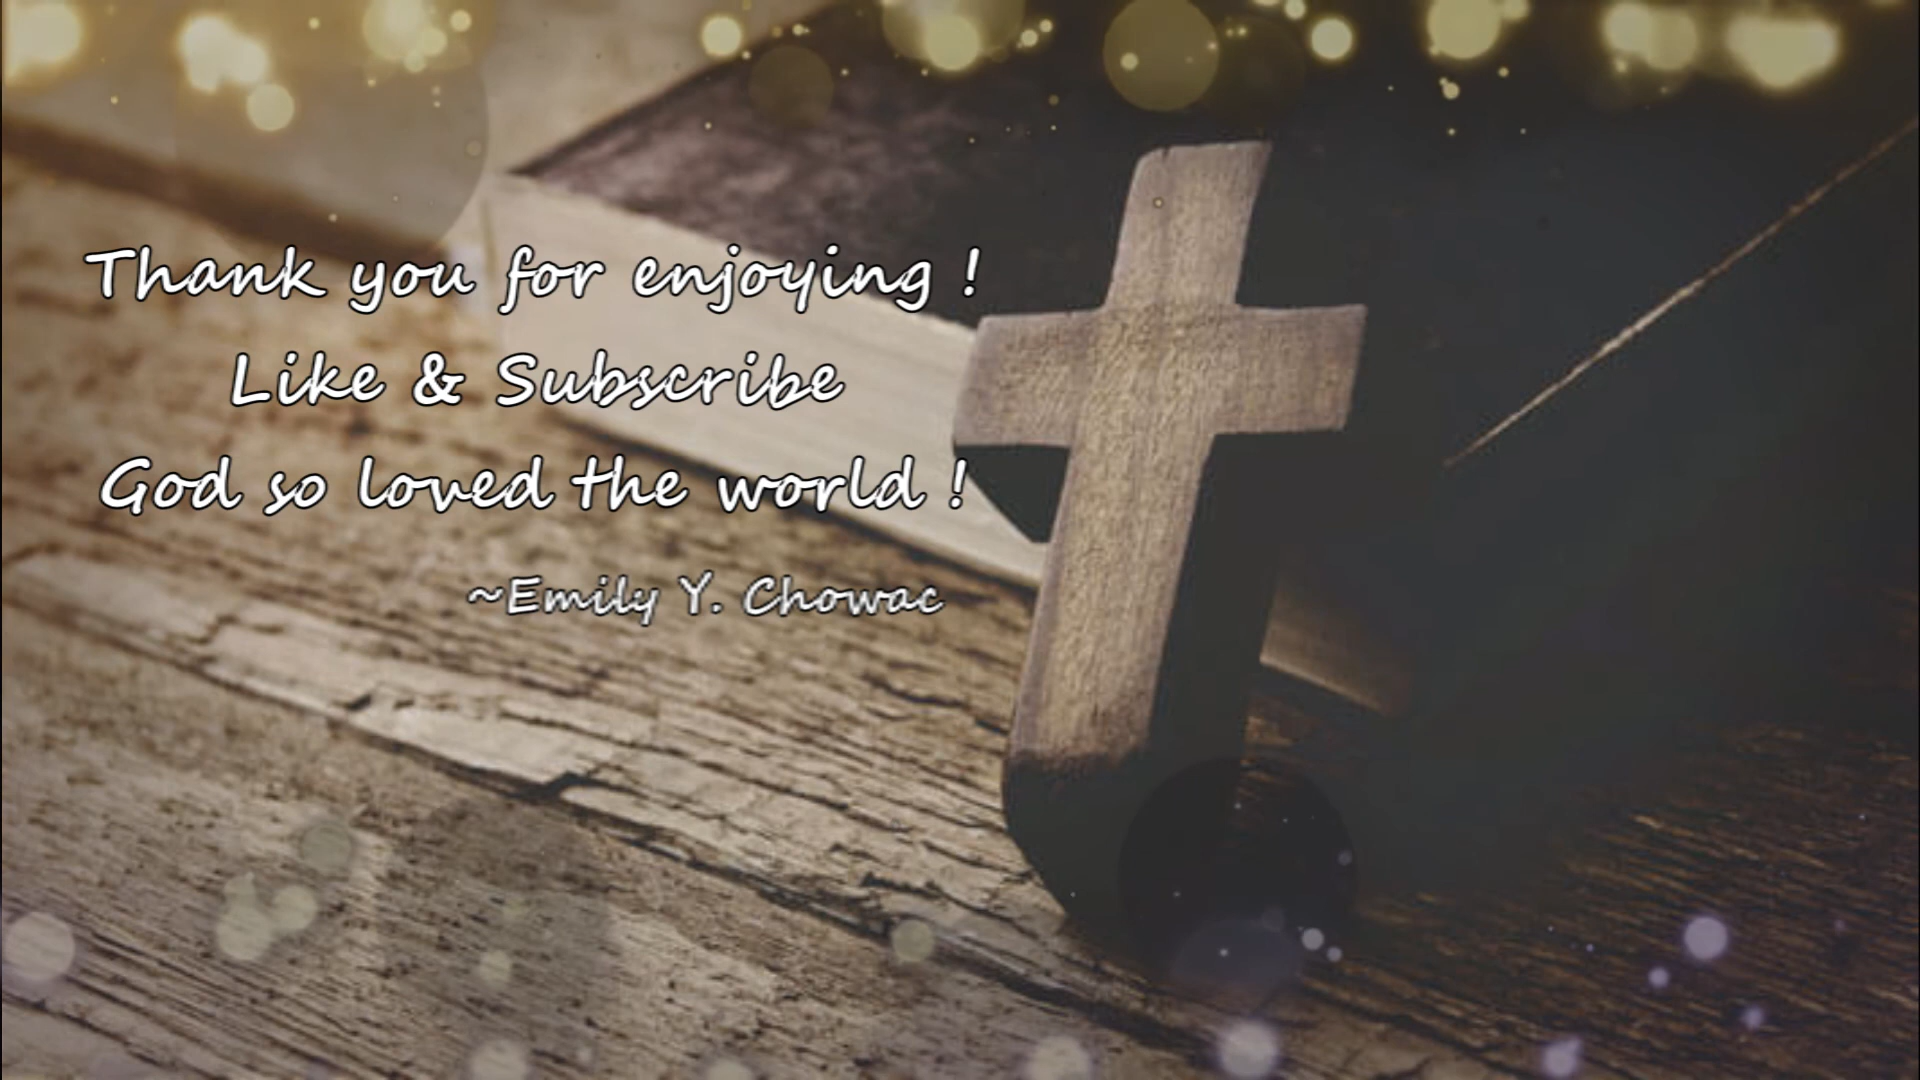 Thank you for enjoying !
Like & Subscribe
God so loved the world !
~Emily Y. Chowac